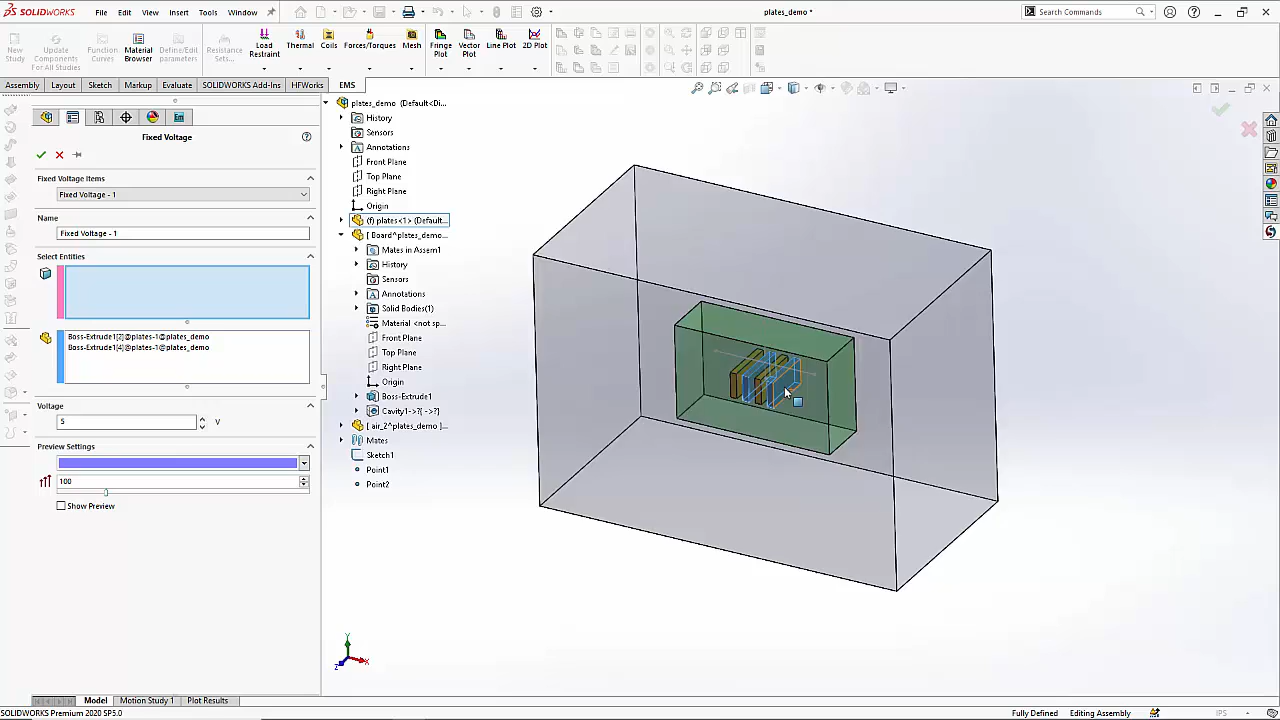 SOLIDWORKS
File
Edit
View
Insert
Tools
Window
plates_demo *
Search Commands
New Study
Update Components For All Studies
Function Curves
Material Browser
Define/Edit parameters
Resistance Sets...
Load Restraint
Thermal
Coils
Forces/Torques
Mesh
Fringe Plot
Vector Plot
Line Plot
2D Plot
Assembly
Layout
Sketch
Markup
Evaluate
SOLIDWORKS Add-Ins
HFWorks
EMS
Fixed Voltage
Fixed Voltage Items
Fixed Voltage - 1
Name
Fixed Voltage - 1
Select Entities
Boss-Extrude1[3]@plates-1@plates_demo
Boss-Extrude1[4]@plates-1@plates_demo
Voltage
5
V
Preview Settings
100
Show Preview
plates_demo (Default<Di...
History
Sensors
Annotations
Front Plane
Top Plane
Right Plane
Origin
(f) plates<1> (Default...
[ Board^plates_demo...
Mates in Assem1
History
Sensors
Annotations
Solid Bodies(1)
Material <not sp...
Front Plane
Top Plane
Right Plane
Origin
Boss-Extrude1
Cavity1->?( ->?)
[ air_2^plates_demo ]...
Mates
Sketch1
Point1
Point2
Y
X
Z
Model
Motion Study 1
Plot Results
SOLIDWORKS Premium 2020 SP5.0
Fully Defined
Editing Assembly
IPS